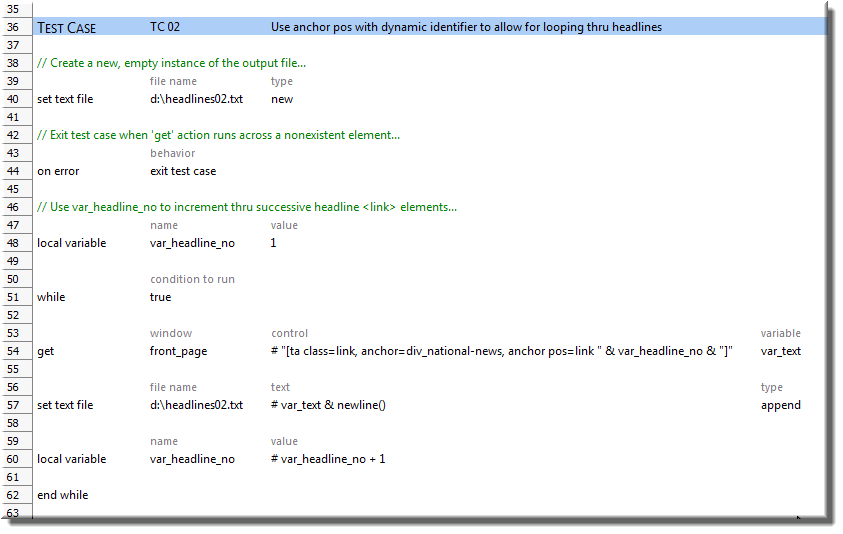 35
36 TEST CASE TC 02 Use anchor pos with dynamic identifier to allow for looping thru headlines
37
38 // Create a new, empty instance of the output file...
39 file name type
40 set text file d:\headlines02.txt new
41
42 // Exit test case when 'get' action runs across a nonexistent element...
43 behavior
44 on error exit test case
45
46 // Use var_headline_no to increment thru successive headline <link> elements...
47 name value
48 local variable var_headline_no 1
49
50 condition to run
51 while true
52
53 window control variable
54 get front_page # "[ta class=link, anchor=div_national-news, anchor pos=link " & var_headline_no & "]" var_text
55
56 file name text type
57 set text file d:\headlines02.txt # var_text & newline() append
58
59 name value
60 local variable var_headline_no # var_headline_no + 1
61
62 end while
63